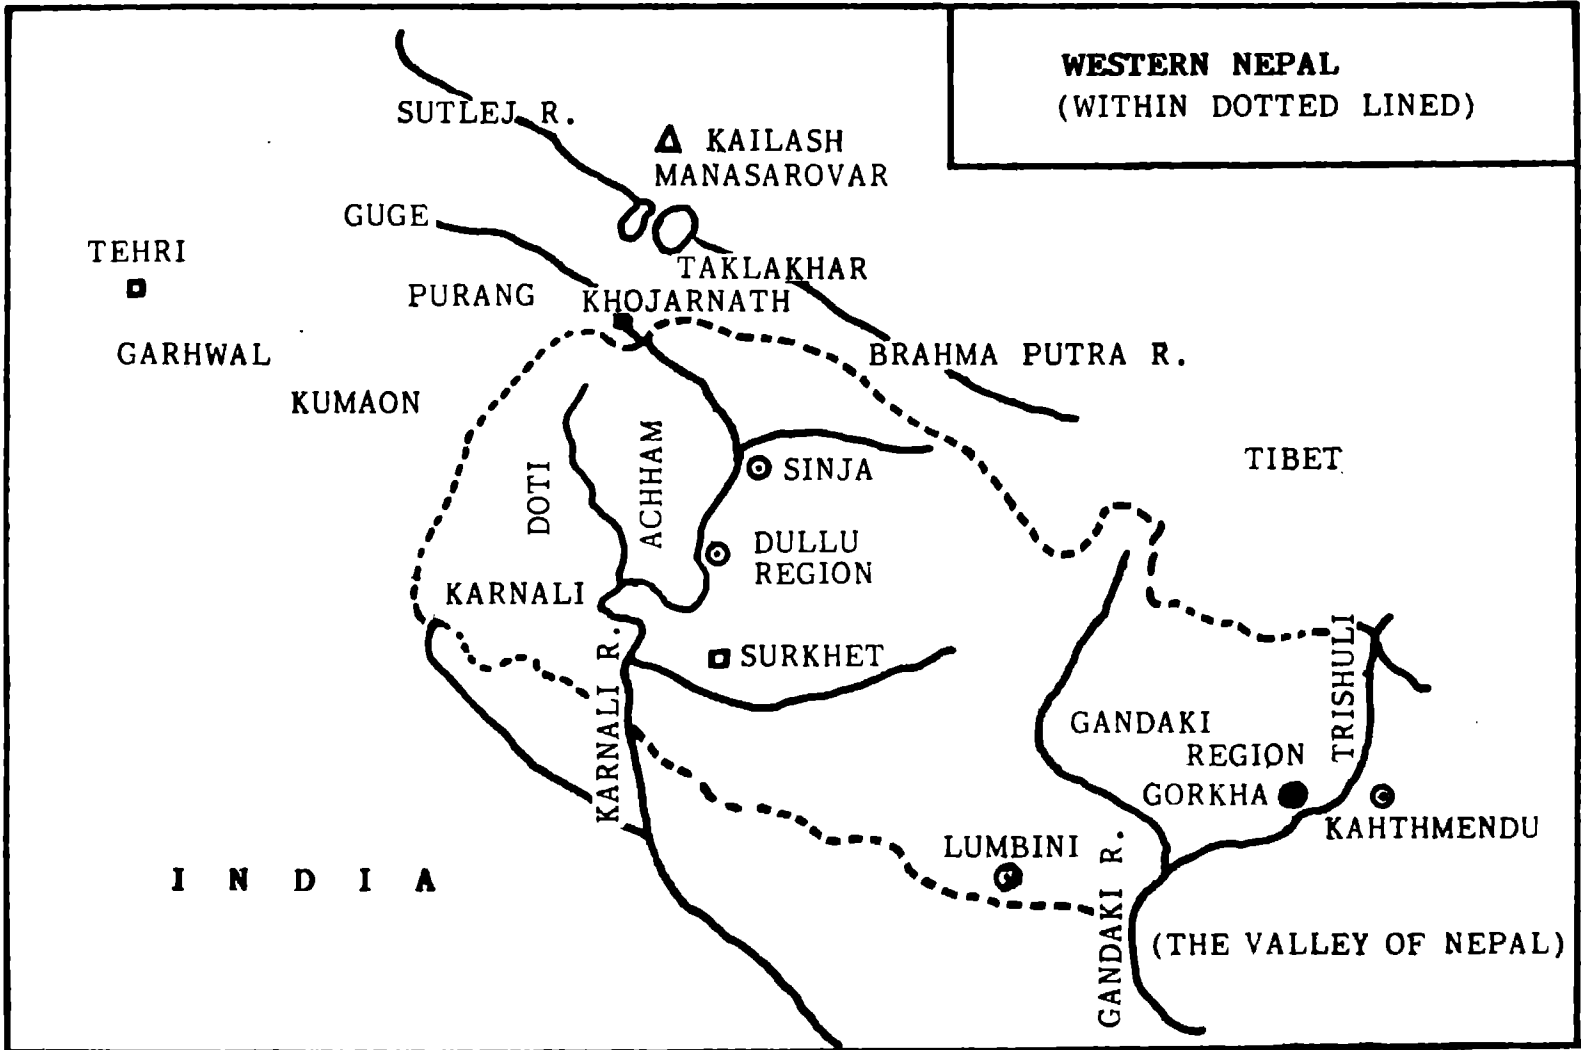 WESTERN NEPAL
(WITHIN DOTTED LINED)
SUTLEJ R.
KAILASH
MANASAROVAR
GUGE
TEHRI
TAKLAKHAR
PURANG
KHOJARNATH
GARHWAL
BRAHMA PUTRA R.
KUMAON
TIBET
SINJA
DOTI
ACHHAM
DULLU
REGION
KARNALI
SURKHET
KARNALI R.
TRISHULI
GANDAKI
REGION
GORKHA
KAHTHMENDU
LUMBINI
GANDAKI R.
INDIA
(THE VALLEY OF NEPAL)